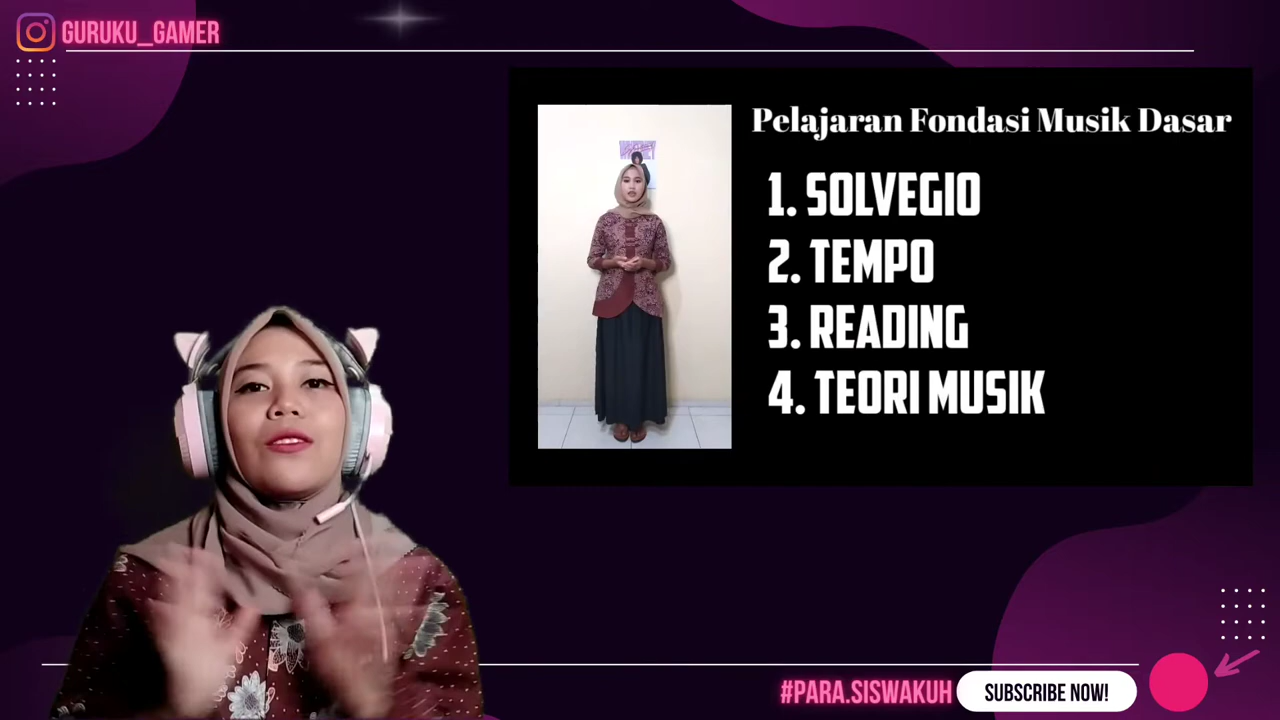 GURUKU_GAMER
Pelajaran Fondasi Musik Dasar
1. SOLVEGIO
2. TEMPO
3. READING
4. TEORI MUSIK
#PARA.SISWAKUH
SUBSCRIBE NOW!